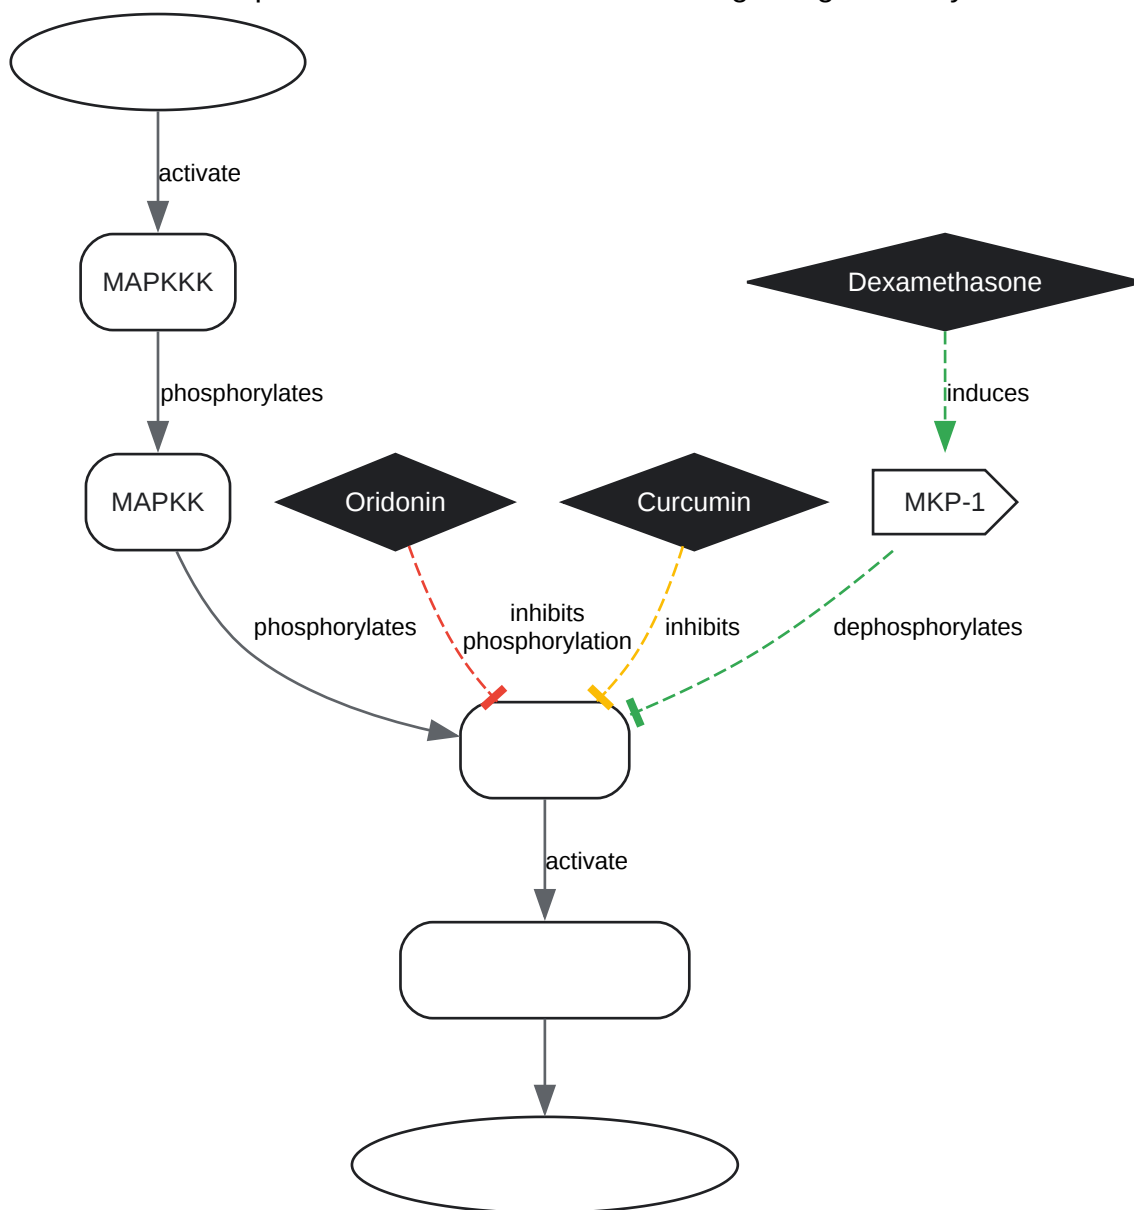 activate
MAPKKK
Dexamethasone
phosphorylates
induces
MAPKK
Oridonin
Curcumin
MKP-1
phosphorylates
inhibits
phosphorylation
inhibits
dephosphorylates
activate